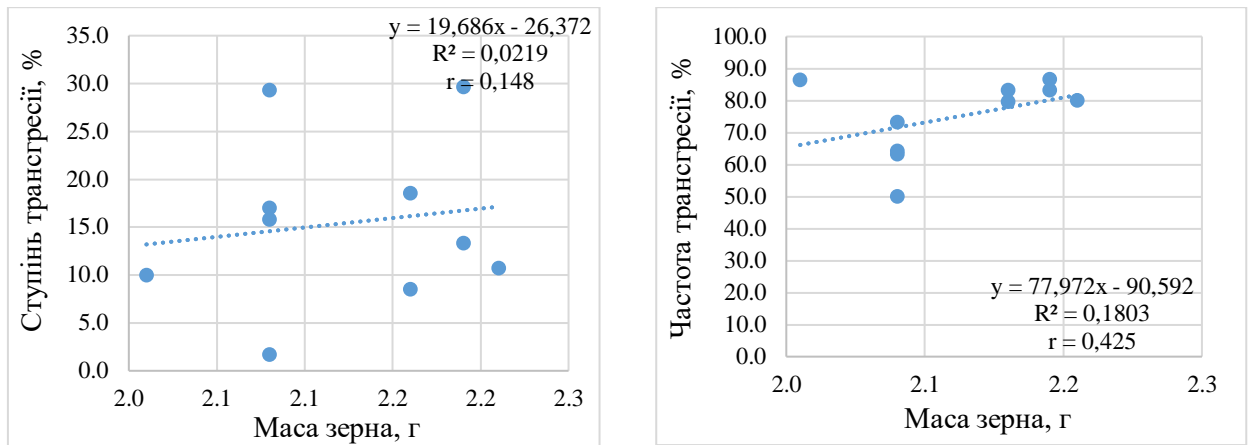 Ступінь трансгресії, %
35.0
30.0
25.0
20.0
15.0
10.0
5.0
0.0
y = 19,686x - 26,372
R² = 0,0219
r = 0,148
2.0 2.1 2.1 2.2 2.2 2.3
Маса зерна, г
Частота трансгресії, %
100.0
90.0
80.0
70.0
60.0
50.0
40.0
30.0
20.0
10.0
0.0
y = 77,972x - 90,592
R² = 0,1803
r = 0,425
2.0 2.1 2.2 2.3
Маса зерна, г